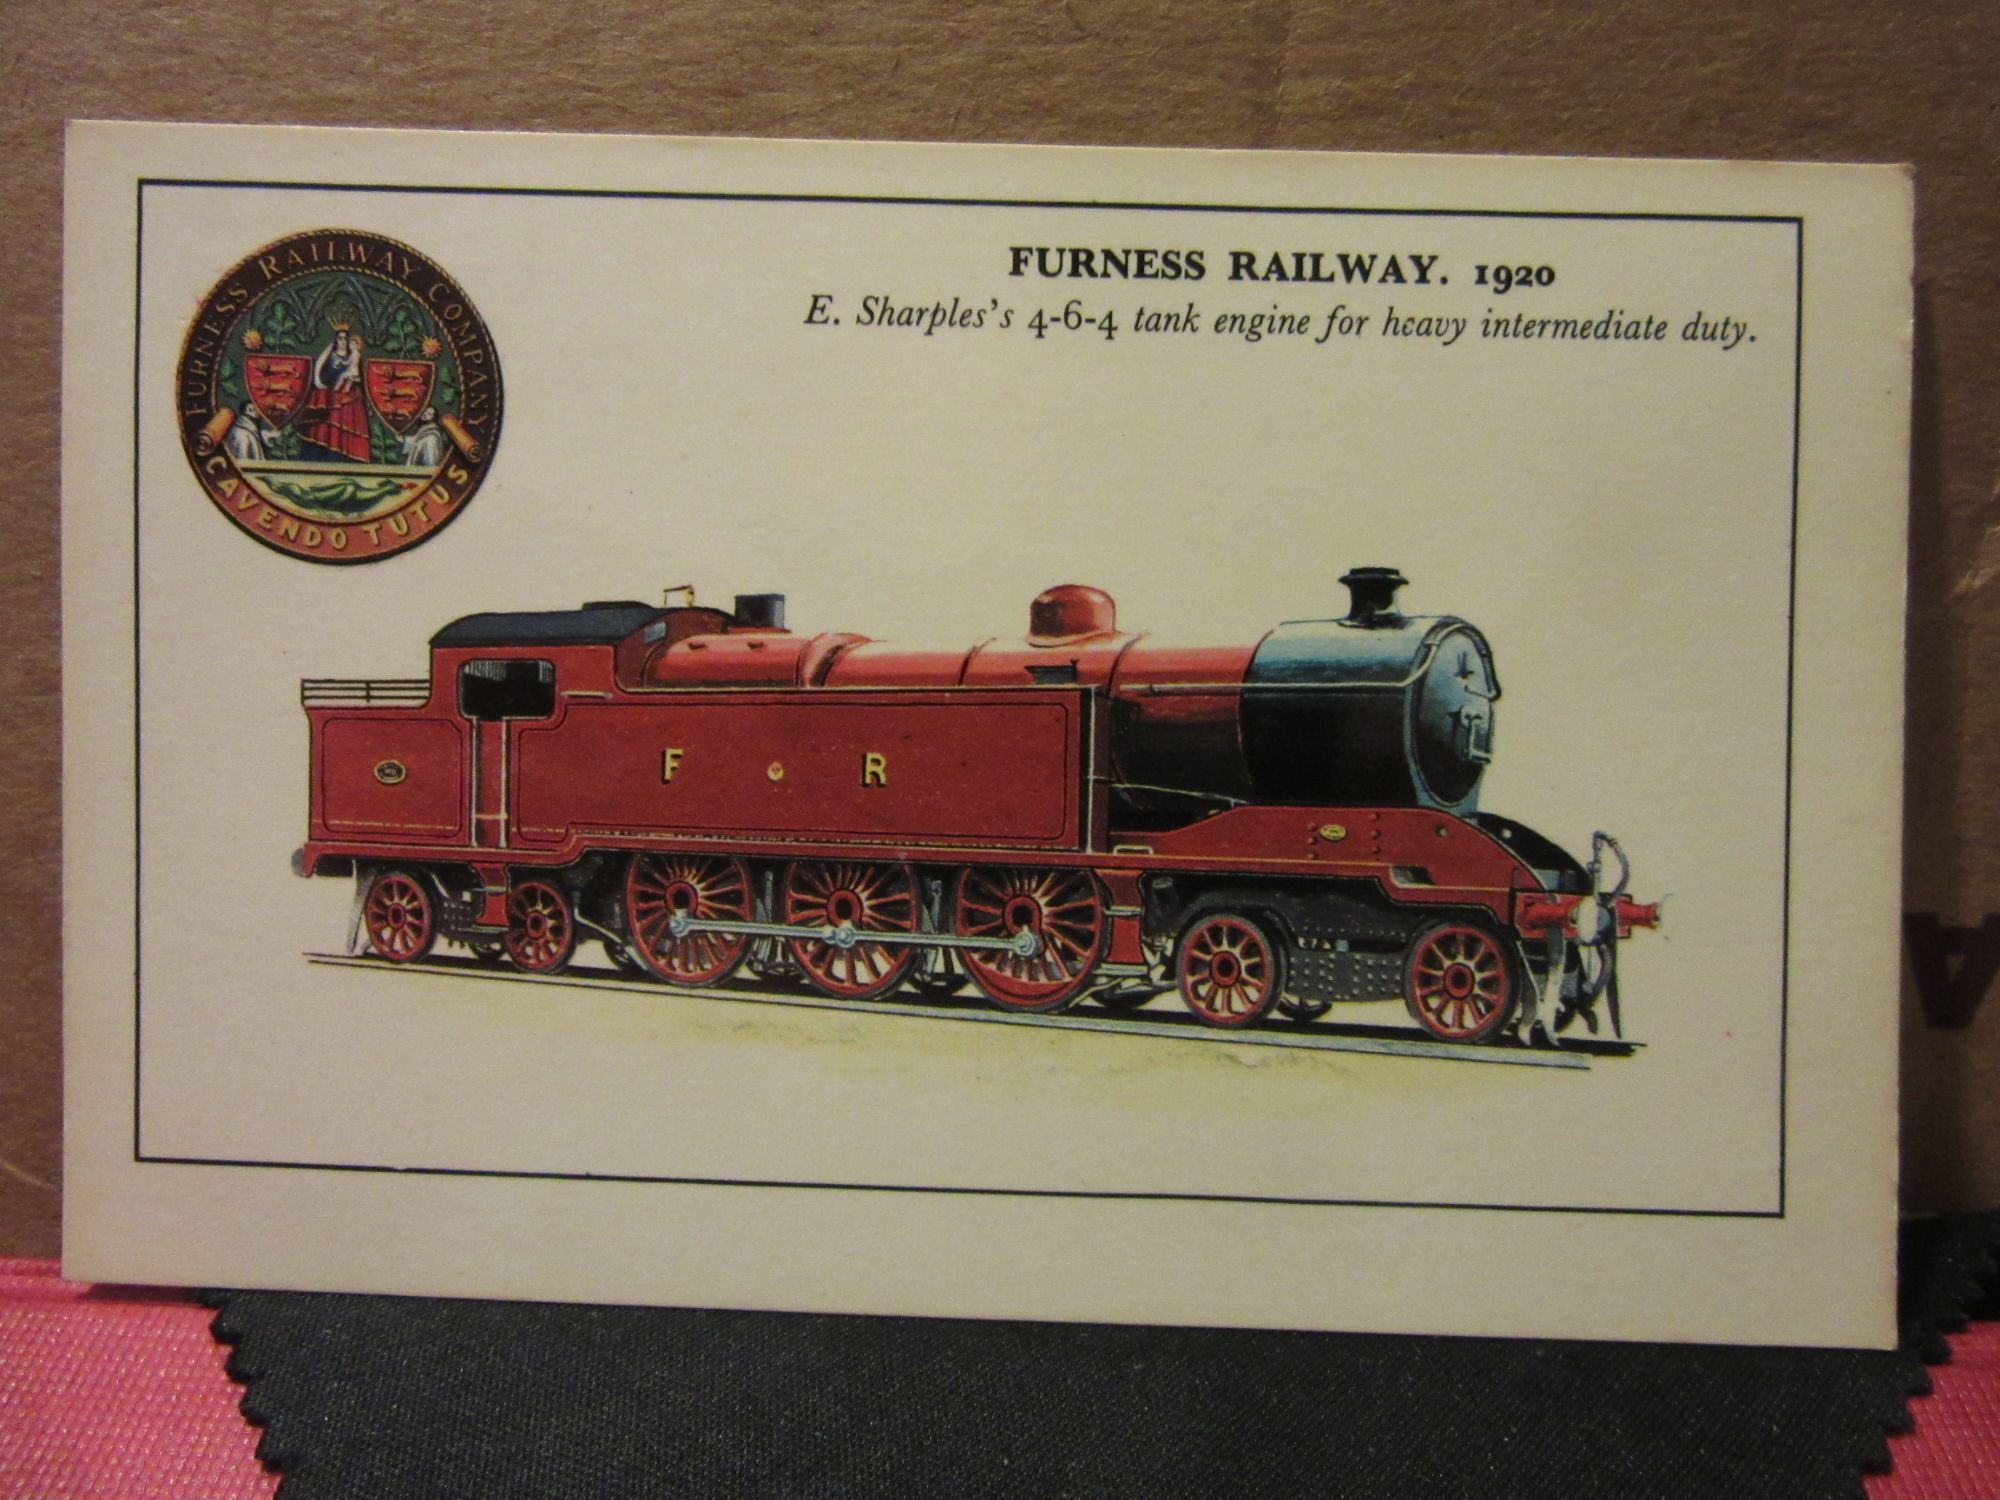 FURNESS RAILWAY COMPANY
CAVENDO TUTUS
FURNESS RAILWAY. 1920
E. Sharples's 4-6-4 tank engine for heavy intermediate duty.
F R